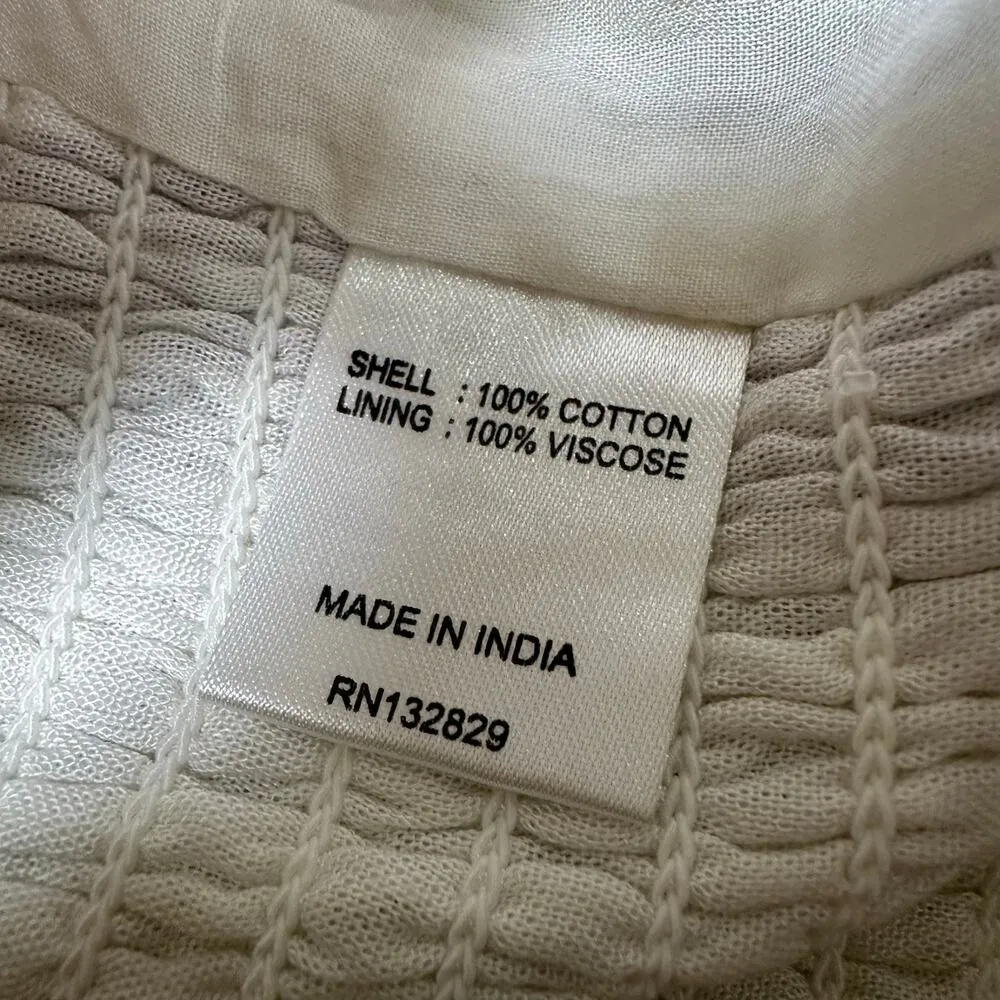 SHELL : 100% COTTON
LINING : 100% VISCOSE
MADE IN INDIA
RN132829